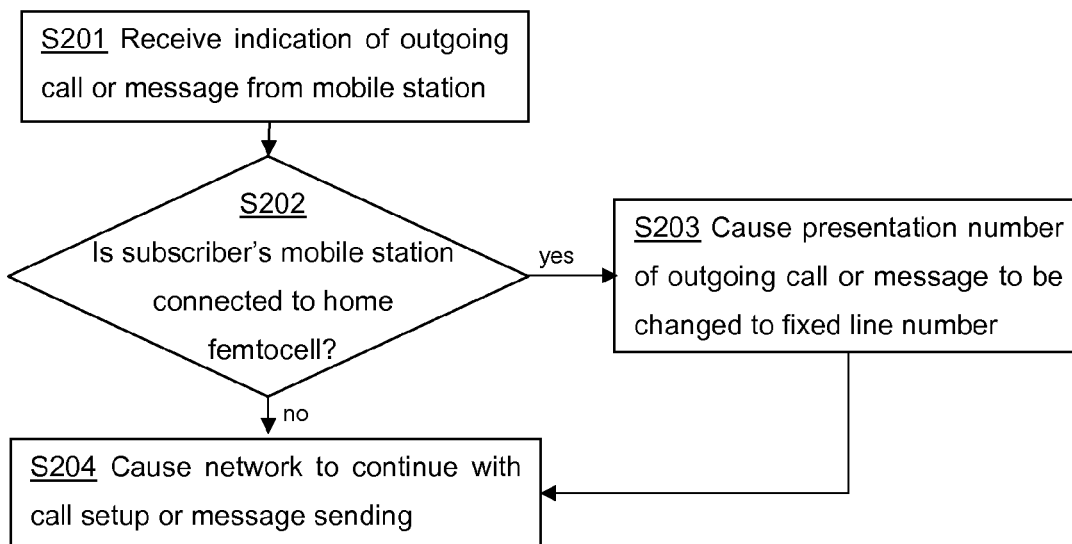 S201 Receive indication of outgoing
call or message from mobile station
S202
Is subscriber's mobile station
connected to home
femtocell?
yes
S203 Cause presentation number
of outgoing call or message to be
changed to fixed line number
no
S204 Cause network to continue with
call setup or message sending